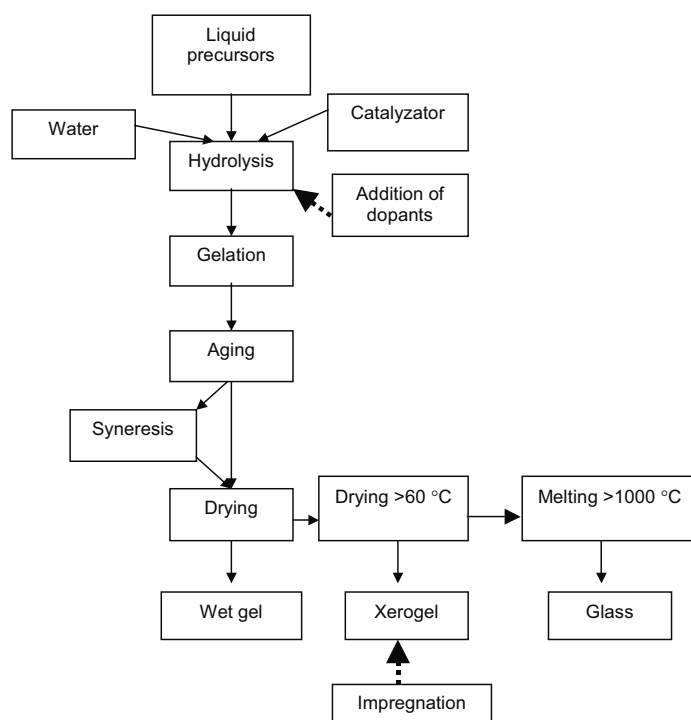 Liquid
precursors
Water
Catalyzator
Hydrolysis
Addition of
dopants
Gelation
Aging
Syneresis
Drying
Drying >60 °C
Melting >1000 °C
Wet gel
Xerogel
Glass
Impregnation